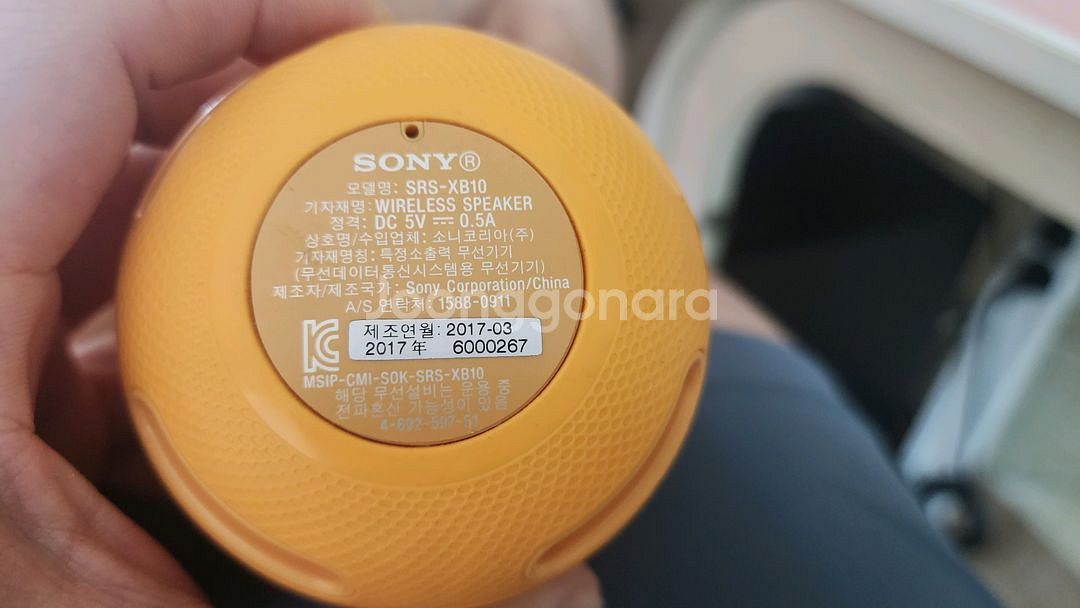 SONY®
모델명: SRS-XB10
기자재명: WIRELESS SPEAKER
정격: DC 5V ⎓ 0.5A
상호명/수입업체: 소니코리아(주)
기자재명칭: 특정소출력 무선기기
(무선데이터통신시스템용 무선기기)
제조자/제조국가: Sony Corporation/China
A/S 연락처: 1588-0911
joonggonara
제조연월: 2017-03
2017年 6000267
MSIP-CMI-SOK-SRS-XB10
해당 무선설비는 운용 중
전파혼신 가능성이 있음
4-692-597-51